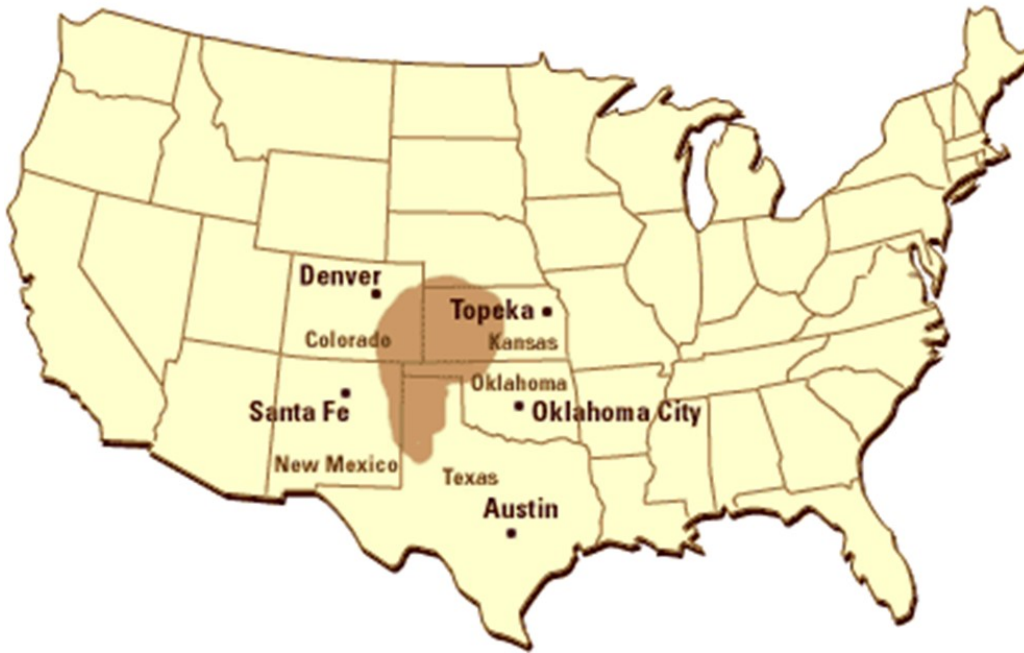 Denver
Topeka
Colorado
Kansas
Oklahoma
Santa Fe
Oklahoma City
New Mexico
Texas
Austin